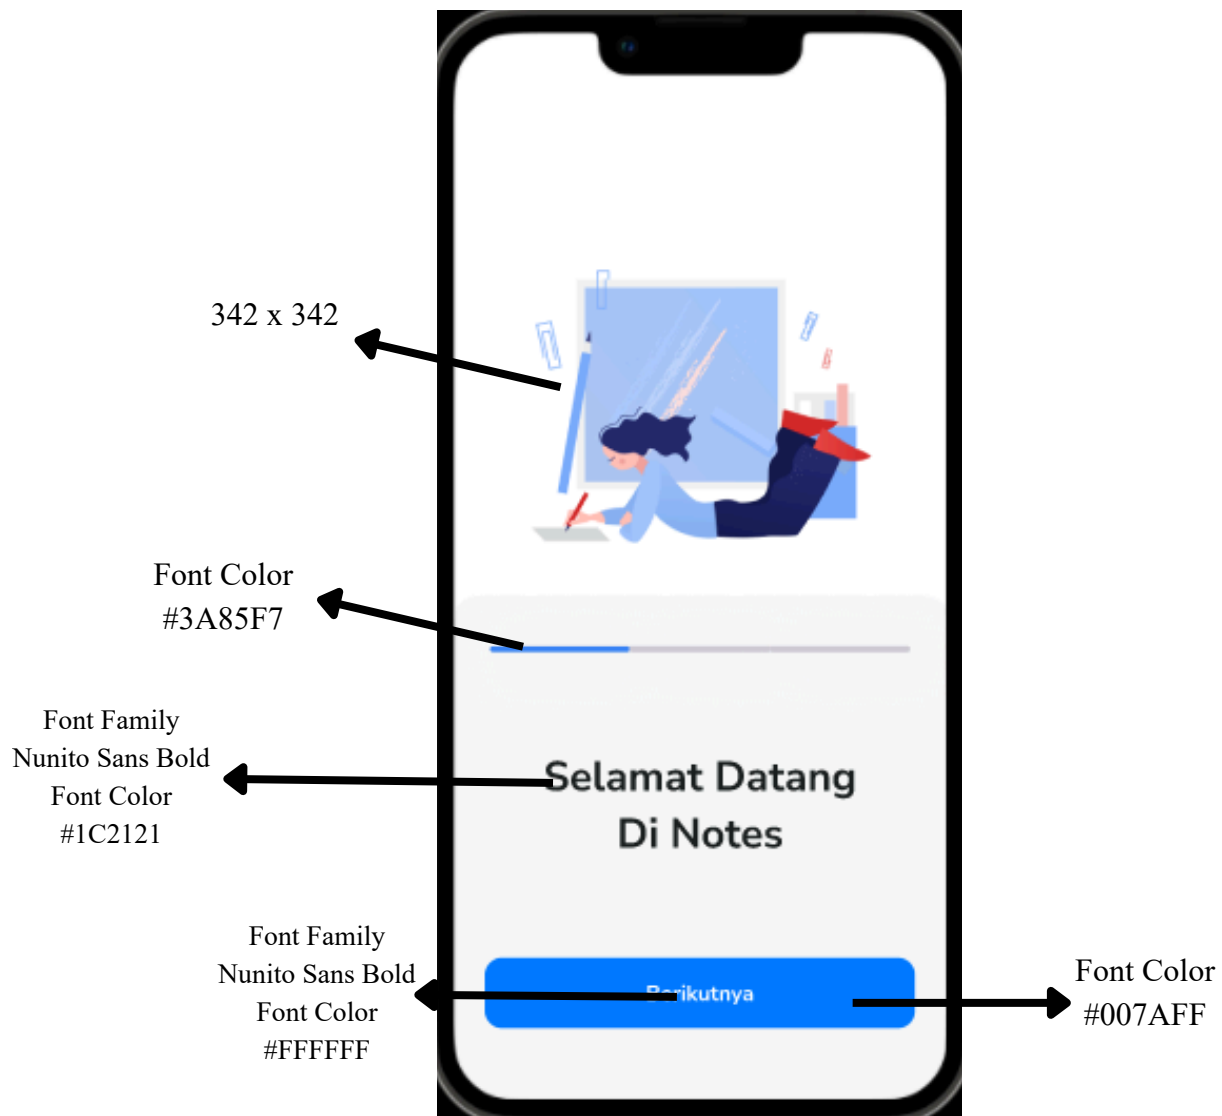 342 x 342
Font Color
#3A85F7
Font Family
Nunito Sans Bold
Font Color
#1C2121
Selamat Datang
Di Notes
Font Family
Nunito Sans Bold
Font Color
#FFFFFF
Berikutnya
Font Color
#007AFF